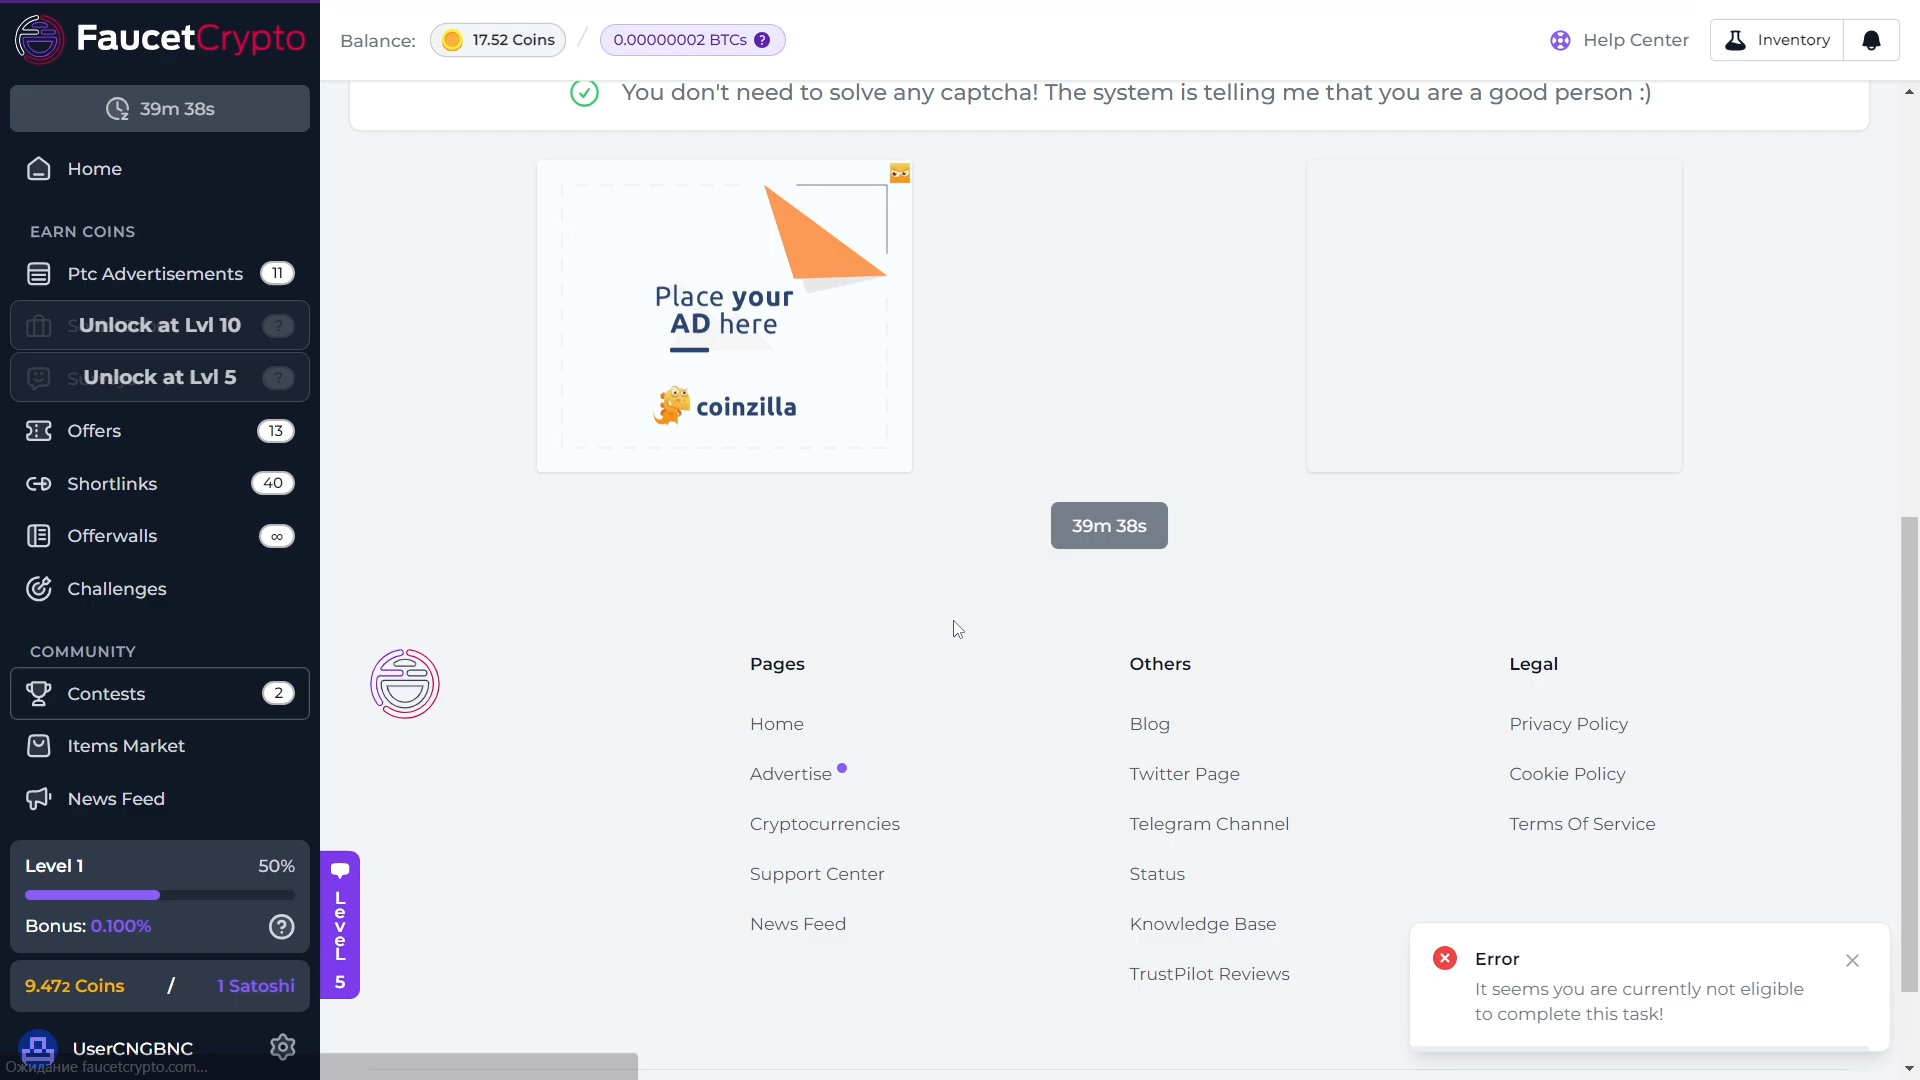 FaucetCrypto
Balance:
17.52 Coins
0.00000002 BTCs
?
Help Center
Inventory
39m 38s
You don't need to solve any captcha! The system is telling me that you are a good person :)
Home
EARN COINS
Ptc Advertisements
11
Unlock at Lvl 10
?
Unlock at Lvl 5
?
Offers
13
Shortlinks
40
Offerwalls
∞
Challenges
COMMUNITY
Contests
2
Items Market
News Feed
Level 1
50%
Bonus: 0.100%
?
9.472 Coins
/
1 Satoshi
UserCNGBNC
Ожидание faucetcrypto.com...
Level 5
Place your
AD here
coinzilla
39m 38s
Pages
Home
Advertise
Cryptocurrencies
Support Center
News Feed
Others
Blog
Twitter Page
Telegram Channel
Status
Knowledge Base
TrustPilot Reviews
Legal
Privacy Policy
Cookie Policy
Terms Of Service
Error
It seems you are currently not eligible
to complete this task!